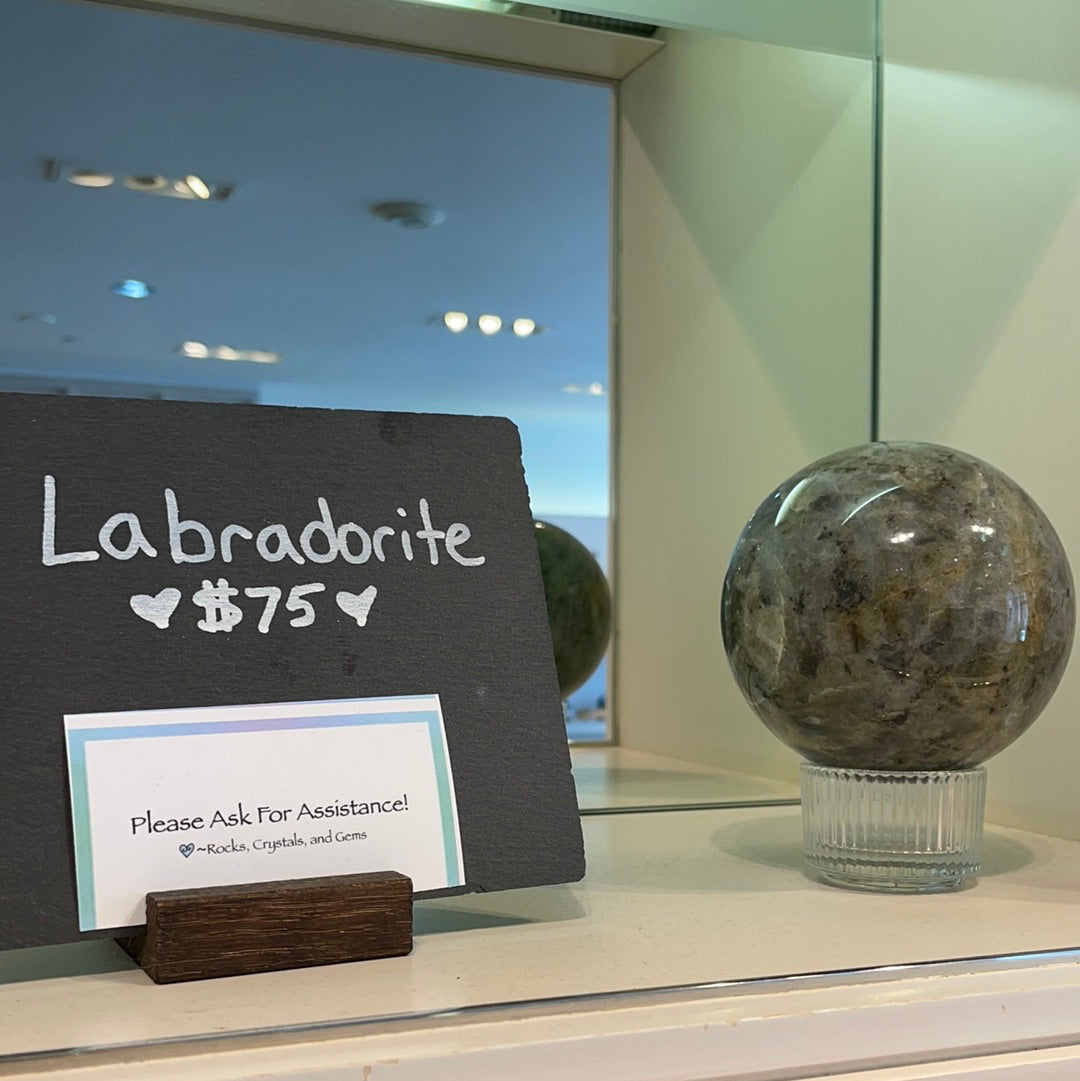 Labradorite
♥$75♥
Please Ask For Assistance!
~Rocks, Crystals, and Gems